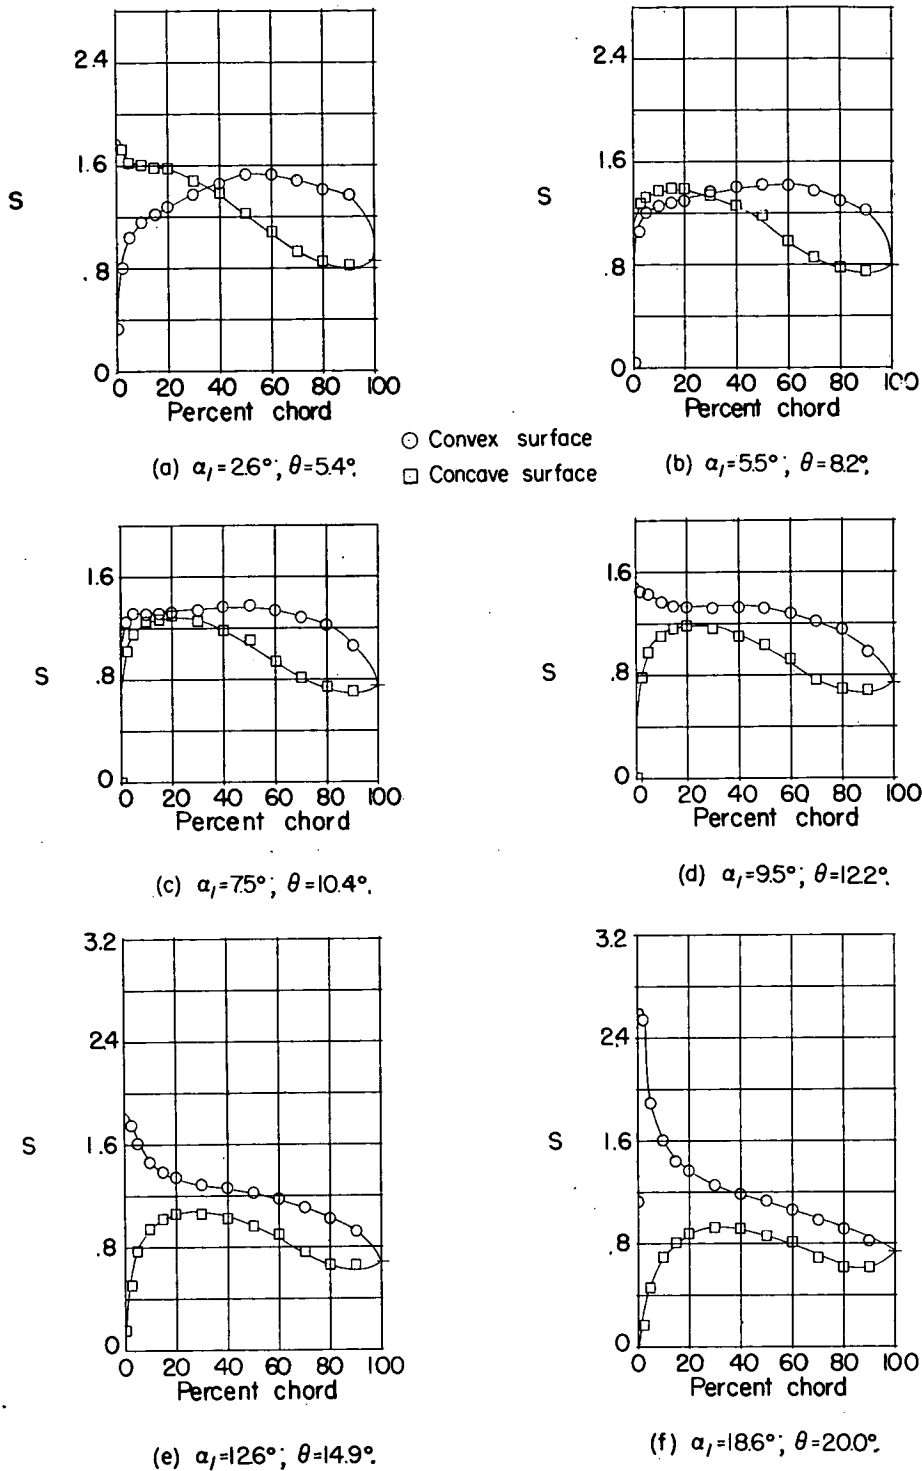 2.4
1.6
S
.8
0
0 20 40 60 80 100
Percent chord
2.4
1.6
S
.8
0
0 20 40 60 80 100
Percent chord
Convex surface
Concave surface
(a) α₁=2.6°; θ=5.4°.
(b) α₁=5.5°; θ=8.2°.
1.6
S
.8
0
0 20 40 60 80 100
Percent chord
1.6
S
.8
0
0 20 40 60 80 100
Percent chord
(c) α₁=7.5°; θ=10.4°.
(d) α₁=9.5°; θ=12.2°.
3.2
2.4
1.6
S
.8
0
0 20 40 60 80 100
Percent chord
3.2
2.4
1.6
S
.8
0
0 20 40 60 80 100
Percent chord
(e) α₁=12.6°; θ=14.9°.
(f) α₁=18.6°; θ=20.0°.